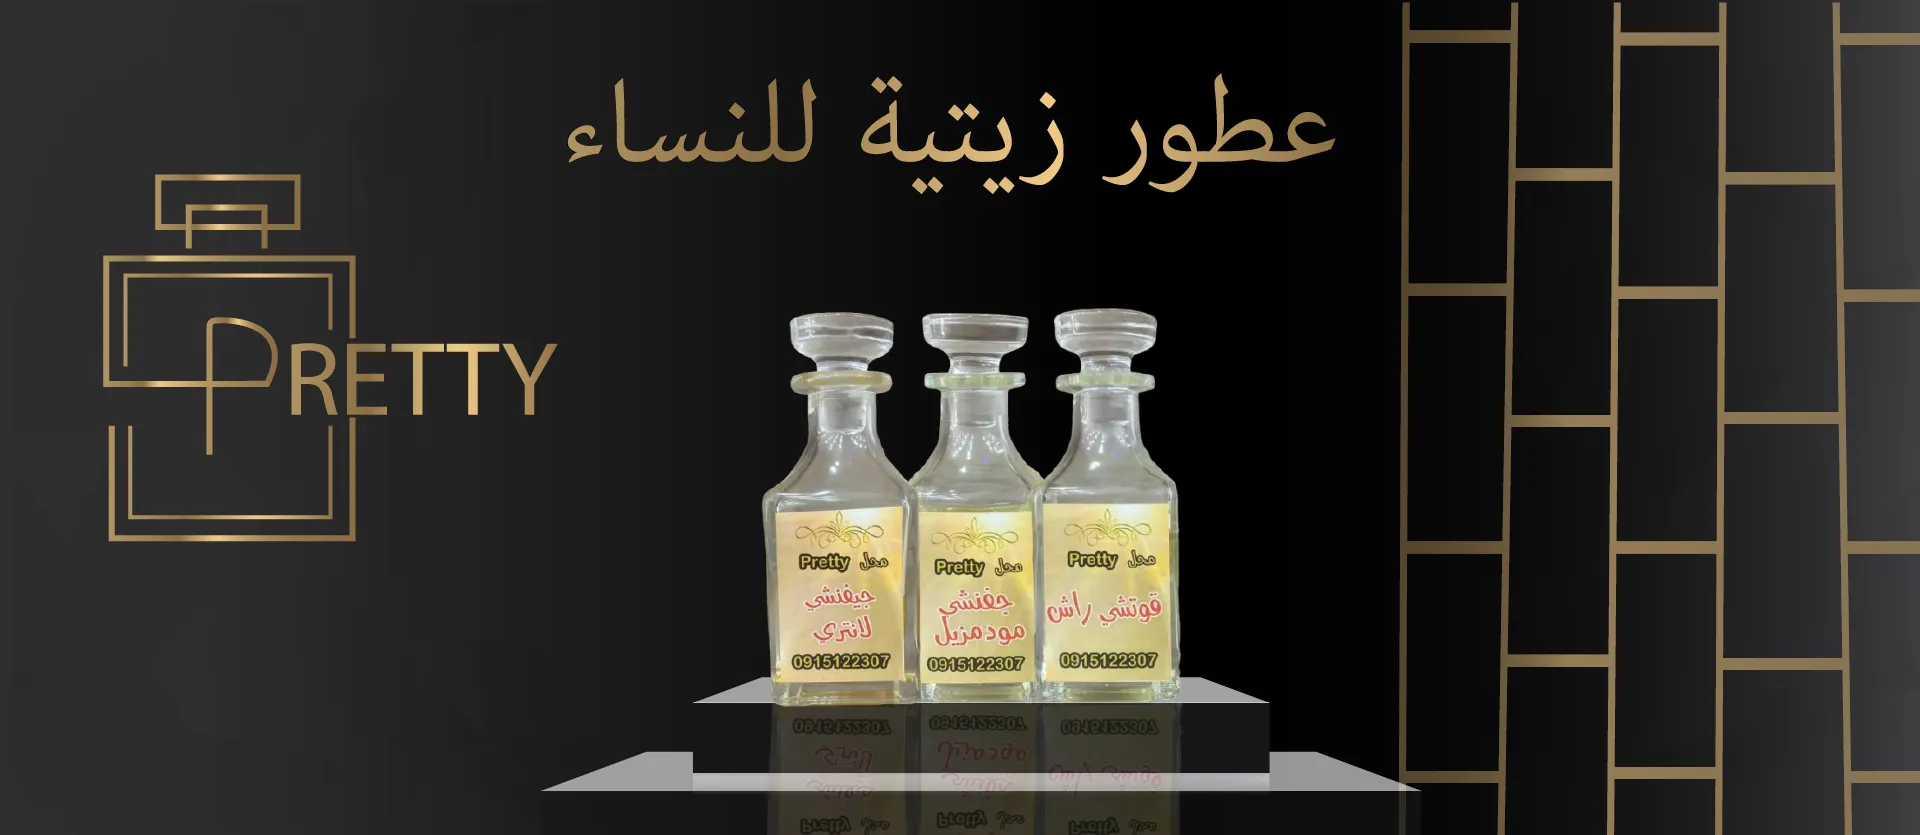 عطور زيتية للنساء
PRETTY
محل Pretty
قوتشي راش
0915122307
محل Pretty
جفنشي
مودمزيل
0915122307
محل Pretty
جيفنشي
لانتري
0915122307